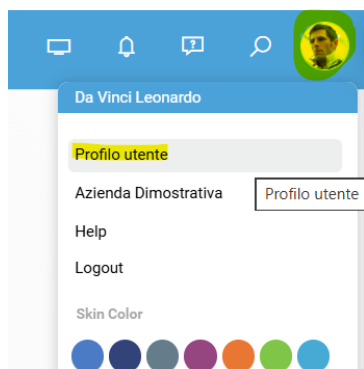 Da Vinci Leonardo
Profilo utente
Azienda Dimostrativa
Profilo utente
Help
Logout
Skin Color